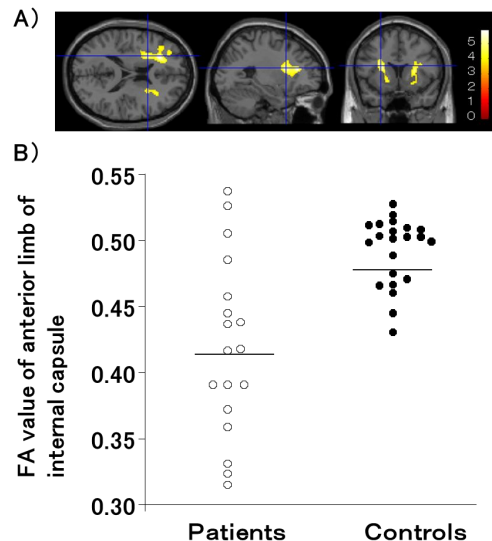 A)
5
4
3
2
1
0
B)
FA value of anterior limb of
internal capsule
0.55
0.50
0.45
0.40
0.35
0.30
Patients
Controls